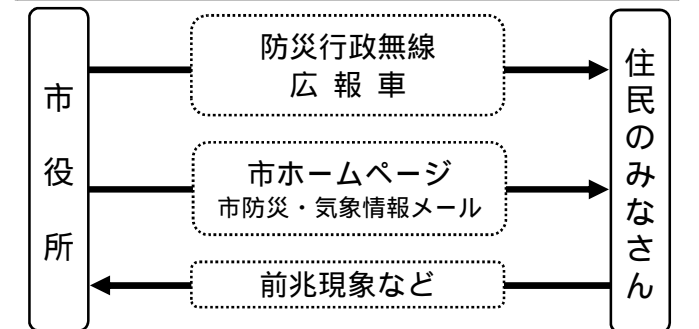 市役所
防災行政無線
広報車
市ホームページ
市防災・気象情報メール
前兆現象など
住民のみなさん